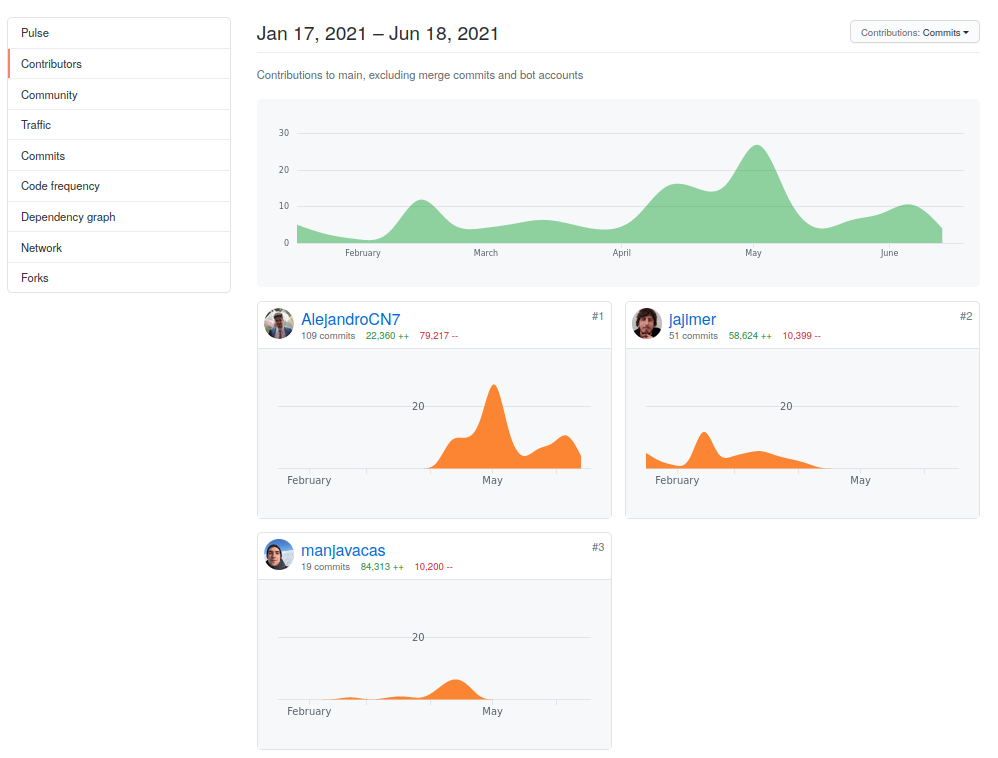 Pulse
Contributors
Community
Traffic
Commits
Code frequency
Dependency graph
Network
Forks
Jan 17, 2021 – Jun 18, 2021
Contributions: Commits
Contributions to main, excluding merge commits and bot accounts
30
20
10
0
February March April May June
AlejandroCN7 #1
109 commits 22,360 ++ 79,217 --
20
February May
jajimer #2
51 commits 58,624 ++ 10,399 --
20
February May
manjavacas #3
19 commits 84,313 ++ 10,200 --
20
February May